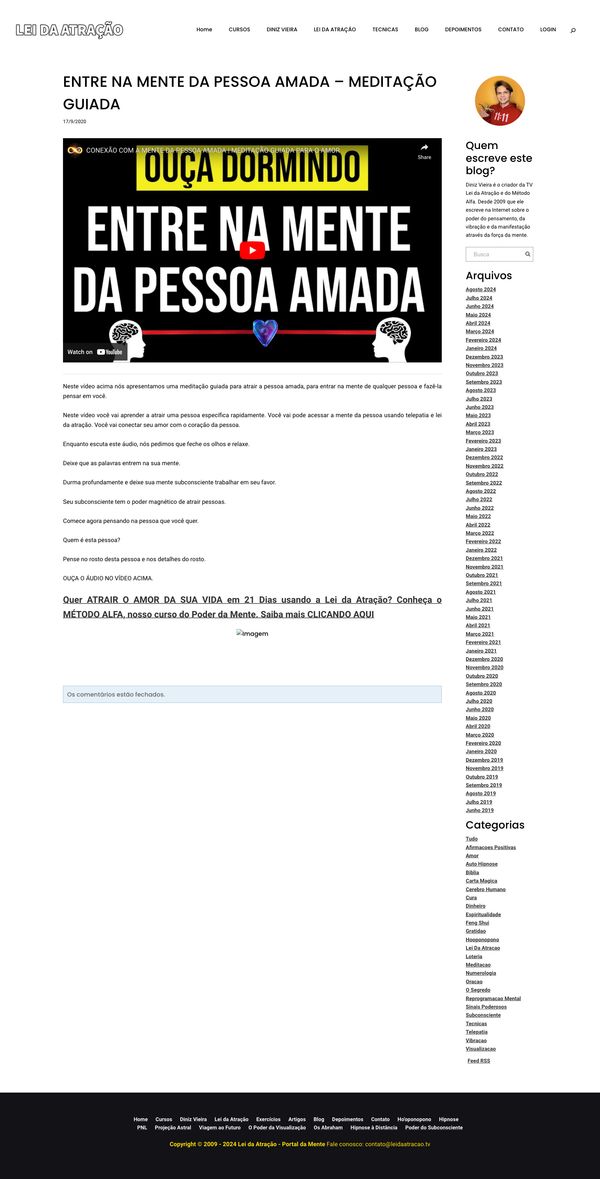 LEI DA ATRAÇÃO
Home CURSOS DINIZ VIEIRA LEI DA ATRAÇÃO TECNICAS BLOG DEPOIMENTOS CONTATO LOGIN
ENTRE NA MENTE DA PESSOA AMADA – MEDITAÇÃO
GUIADA
17/9/2020
CONEXÃO COM A MENTE DA PESSOA AMADA | MEDITAÇÃO GUIADA PARA O AMOR
Share
OUÇA DORMINDO
ENTRE NA MENTE
DA PESSOA AMADA
Watch on YouTube
Neste vídeo acima nós apresentamos uma meditação guiada para atrair a pessoa amada, para entrar na mente de qualquer pessoa e fazê-la
pensar em você.
Neste vídeo você vai aprender a atrair uma pessoa específica rapidamente. Você vai pode acessar a mente da pessoa usando telepatia e lei
da atração. Você vai conectar seu amor com o coração da pessoa.
Enquanto escuta este áudio, nós pedimos que feche os olhos e relaxe.
Deixe que as palavras entrem na sua mente.
Durma profundamente e deixe sua mente subconsciente trabalhar em seu favor.
Seu subconsciente tem o poder magnético de atrair pessoas.
Comece agora pensando na pessoa que você quer.
Quem é esta pessoa?
Pense no rosto desta pessoa e nos detalhes do rosto.
OUÇA O ÁUDIO NO VÍDEO ACIMA.
Quer ATRAIR O AMOR DA SUA VIDA em 21 Dias usando a Lei da Atração? Conheça o
MÉTODO ALFA, nosso curso do Poder da Mente. Saiba mais CLICANDO AQUI
Imagem
Os comentários estão fechados.
11:11
Quem
escreve este
blog?
Diniz Vieira é o criador da TV
Lei da Atração e do Método
Alfa. Desde 2009 que ele
escreve na Internet sobre o
poder do pensamento, da
vibração e da manifestação
através da força da mente.
Busca
Arquivos
Agosto 2024
Julho 2024
Junho 2024
Maio 2024
Abril 2024
Março 2024
Fevereiro 2024
Janeiro 2024
Dezembro 2023
Novembro 2023
Outubro 2023
Setembro 2023
Agosto 2023
Julho 2023
Junho 2023
Maio 2023
Abril 2023
Março 2023
Fevereiro 2023
Janeiro 2023
Dezembro 2022
Novembro 2022
Outubro 2022
Setembro 2022
Agosto 2022
Julho 2022
Junho 2022
Maio 2022
Abril 2022
Março 2022
Fevereiro 2022
Janeiro 2022
Dezembro 2021
Novembro 2021
Outubro 2021
Setembro 2021
Agosto 2021
Julho 2021
Junho 2021
Maio 2021
Abril 2021
Março 2021
Fevereiro 2021
Janeiro 2021
Dezembro 2020
Novembro 2020
Outubro 2020
Setembro 2020
Agosto 2020
Julho 2020
Junho 2020
Maio 2020
Abril 2020
Março 2020
Fevereiro 2020
Janeiro 2020
Dezembro 2019
Novembro 2019
Outubro 2019
Setembro 2019
Agosto 2019
Julho 2019
Junho 2019
Categorias
Tudo
Afirmacoes Positivas
Amor
Auto Hipnose
Biblia
Carta Magica
Cerebro Humano
Cura
Dinheiro
Espiritualidade
Feng Shui
Gratidao
Hooponopono
Lei Da Atracao
Loteria
Meditacao
Numerologia
Oracao
O Segredo
Reprogramacao Mental
Sinais Poderosos
Subconsciente
Tecnicas
Telepatia
Vibracao
Visualizacao
Feed RSS
Home Cursos Diniz Vieira Lei da Atração Exercícios Artigos Blog Depoimentos Contato Ho'oponopono Hipnose
PNL Projeção Astral Viagem ao Futuro O Poder da Visualização Os Abraham Hipnose à Distância Poder do Subconsciente
Copyright © 2009 - 2024 Lei da Atração - Portal da Mente Fale conosco: contato@leidaatracao.tv